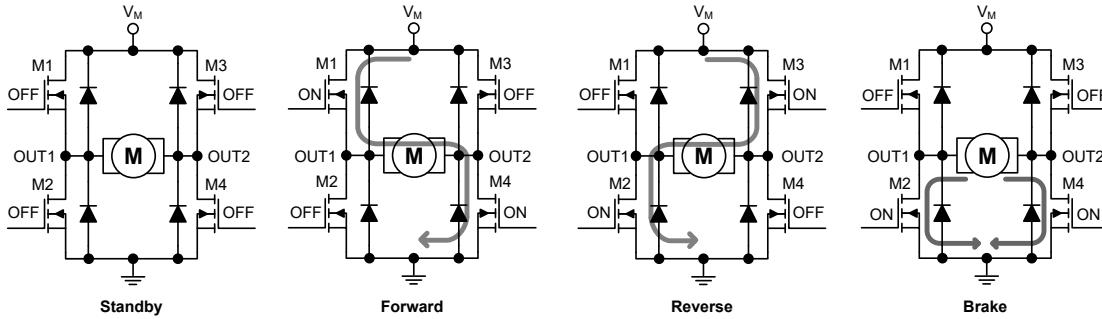 VM
M1
M3
OFF
OFF
OUT1
M
OUT2
M2
M4
OFF
OFF
Standby
VM
M1
M3
ON
OFF
OUT1
M
OUT2
M2
M4
OFF
ON
Forward
VM
M1
M3
OFF
ON
OUT1
M
OUT2
M2
M4
ON
OFF
Reverse
VM
M1
M3
OFF
OFF
OUT1
M
OUT2
M2
M4
ON
ON
Brake